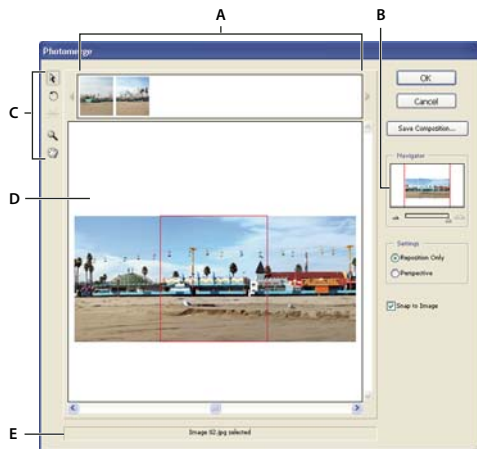 A
B
Photomerge
C
OK
Cancel
Save Composition...
Navigator
D
Settings
Reposition Only
Perspective
Snap to Image
E
Image 02.jpg selected